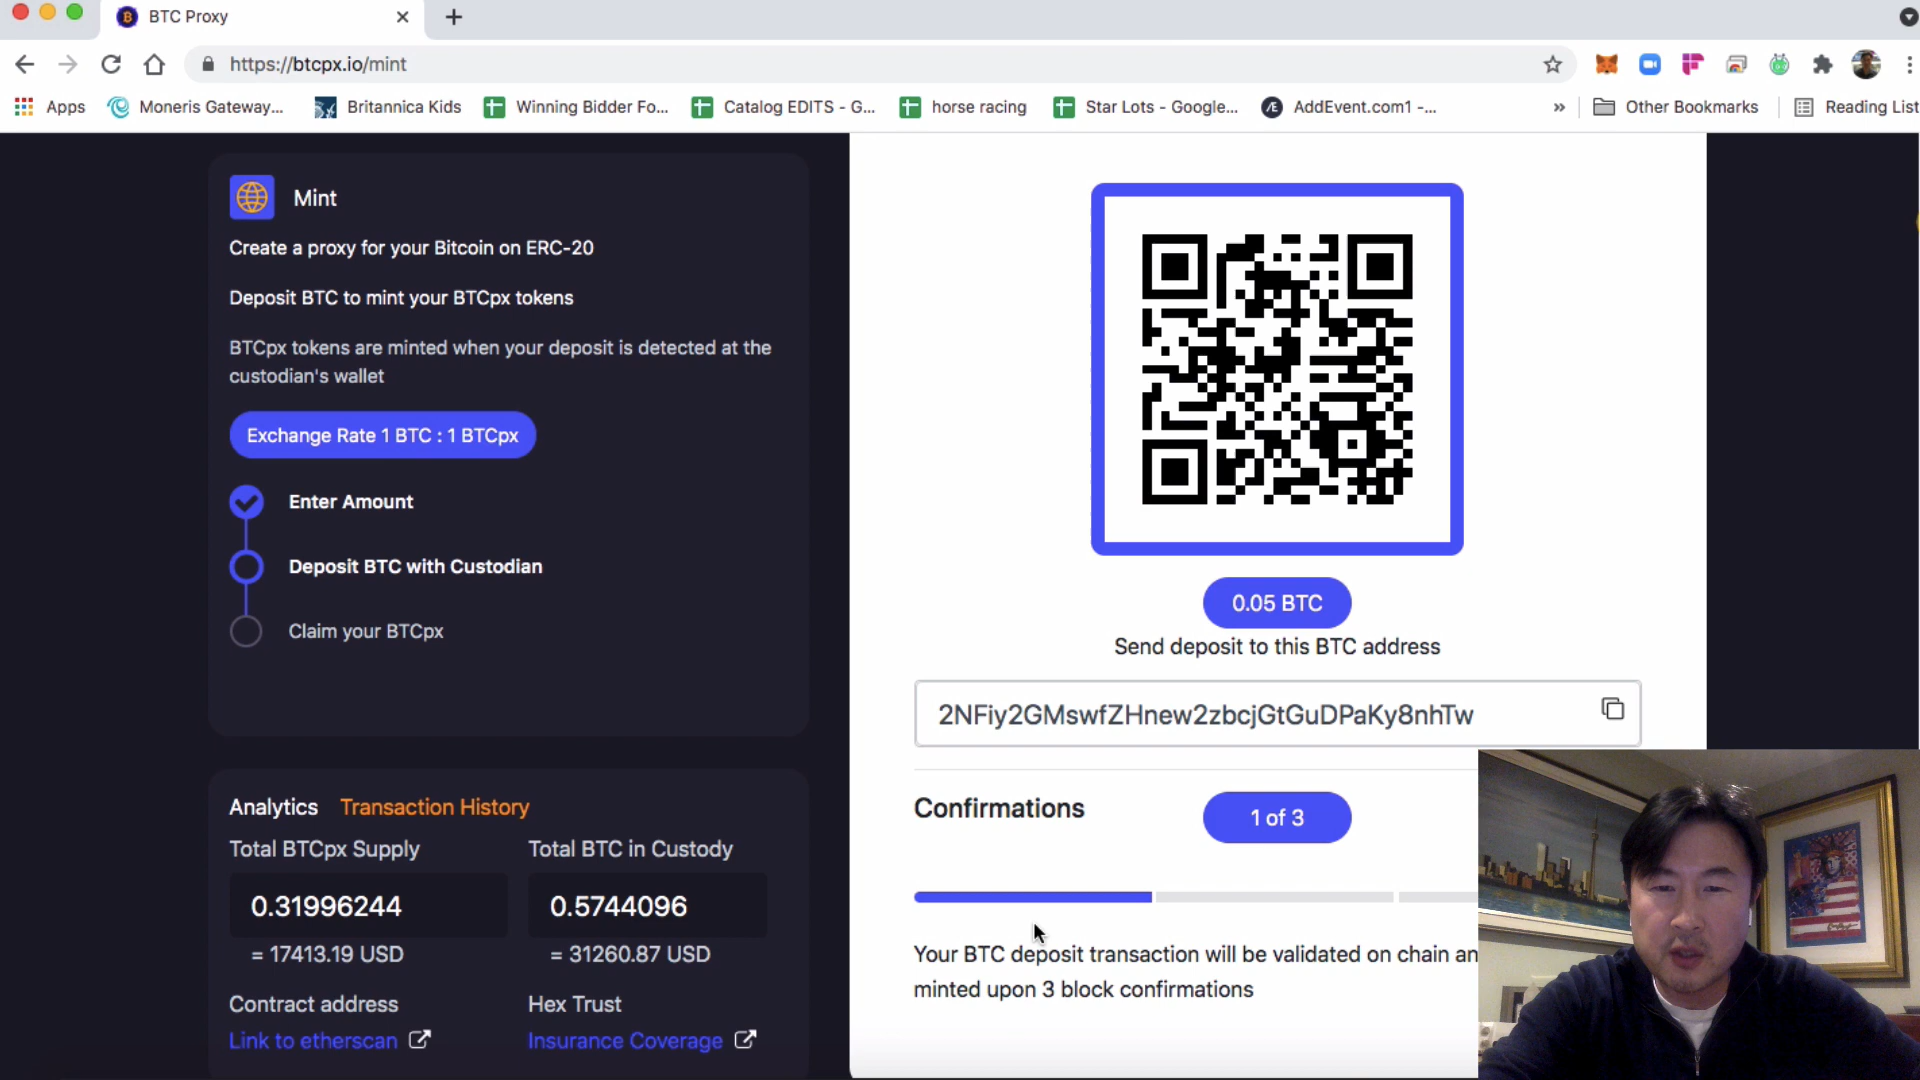 BTC Proxy
https://btcpx.io/mint
Apps
Moneris Gateway...
Britannica Kids
Winning Bidder Fo...
Catalog EDITS - G...
horse racing
Star Lots - Google...
AddEvent.com1 -...
»
Other Bookmarks
Reading List
Mint
Create a proxy for your Bitcoin on ERC-20
Deposit BTC to mint your BTCpx tokens
BTCpx tokens are minted when your deposit is detected at the
custodian's wallet
Exchange Rate 1 BTC : 1 BTCpx
Enter Amount
Deposit BTC with Custodian
Claim your BTCpx
Analytics
Transaction History
Total BTCpx Supply
Total BTC in Custody
0.31996244
0.5744096
= 17413.19 USD
= 31260.87 USD
Contract address
Hex Trust
Link to etherscan
Insurance Coverage
0.05 BTC
Send deposit to this BTC address
2NFiy2GMswfZHnew2zbcjGtGuDPaKy8nhTw
Confirmations
1 of 3
Your BTC deposit transaction will be validated on chain an
minted upon 3 block confirmations